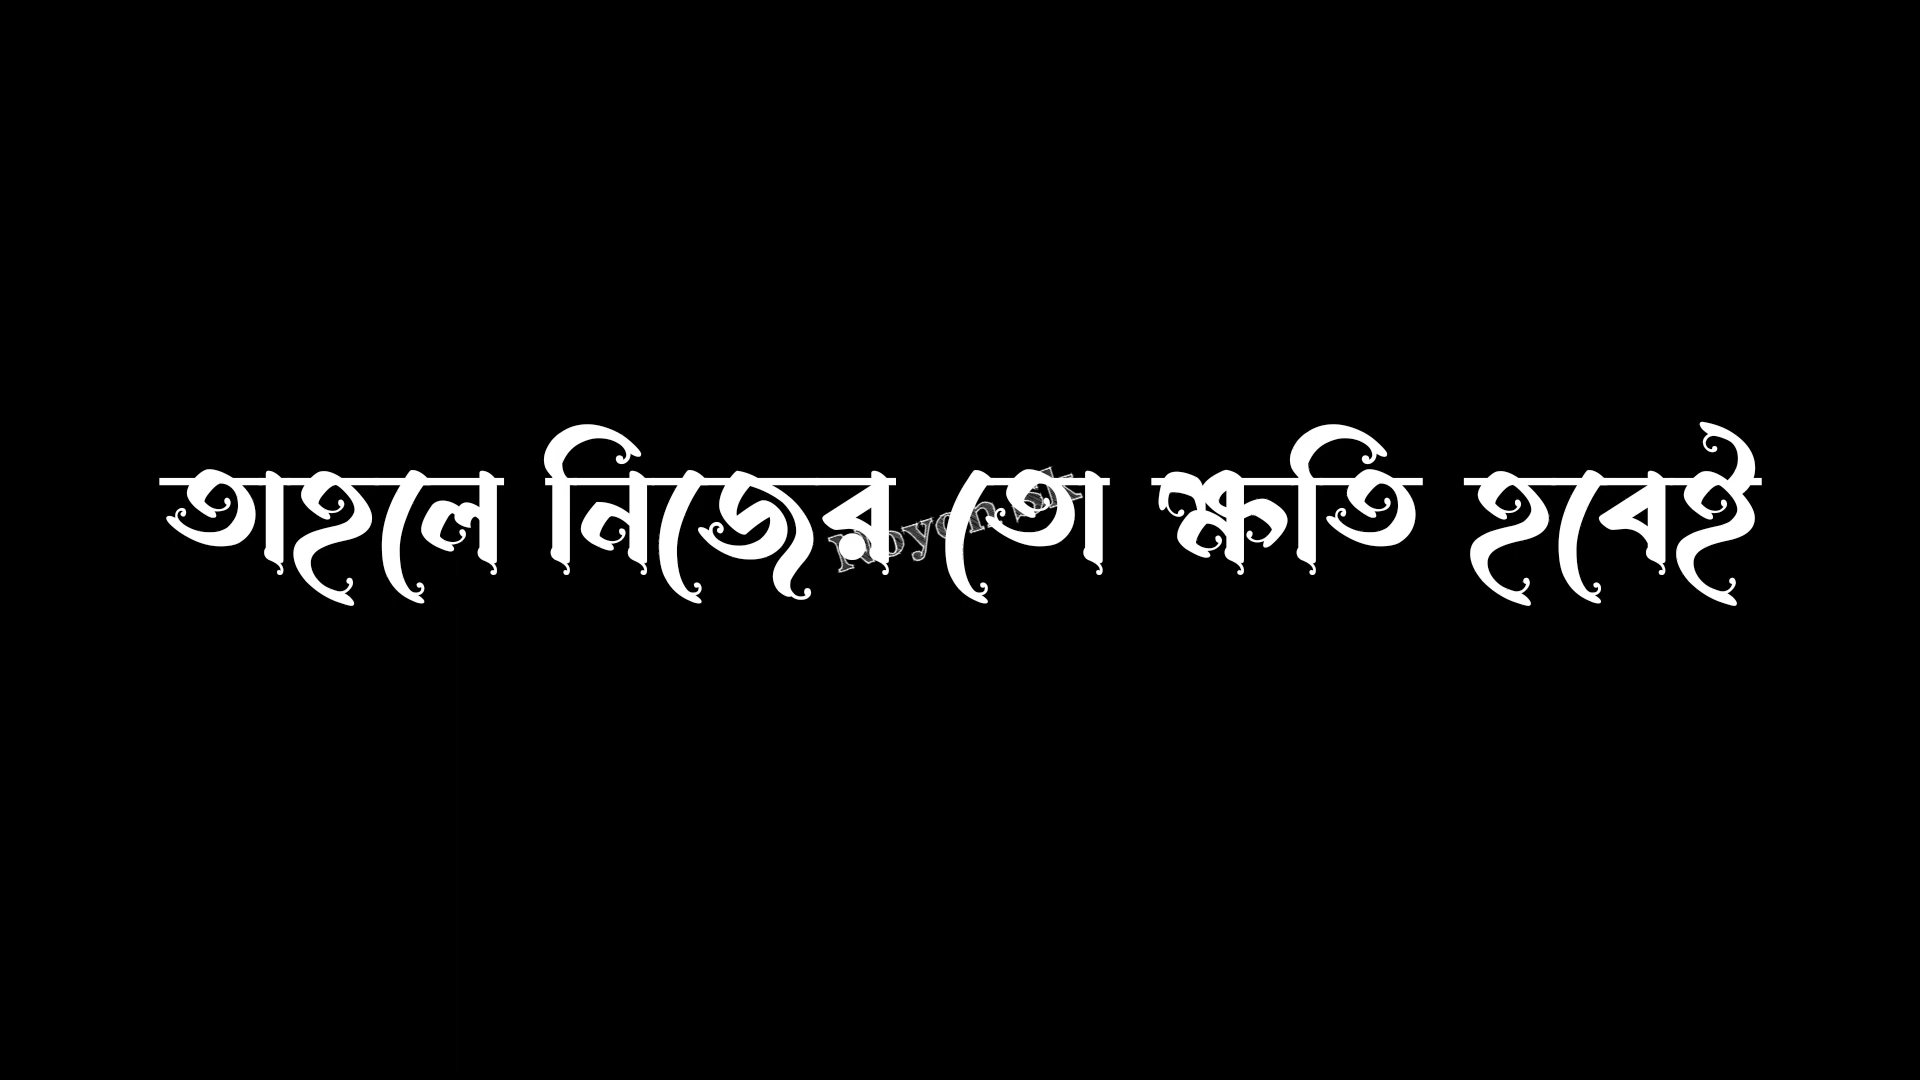 তাহলে নিজের তো ক্ষতি হবেই